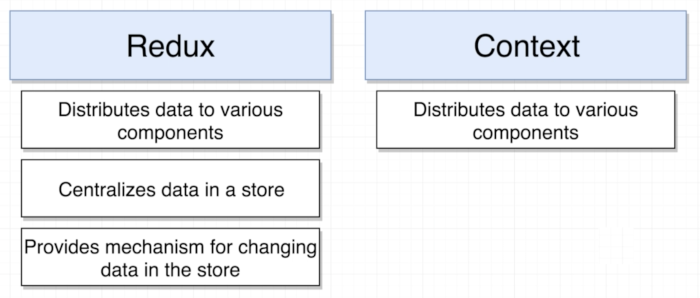 Redux
Distributes data to various
components
Centralizes data in a store
Provides mechanism for changing
data in the store
Context
Distributes data to various
components